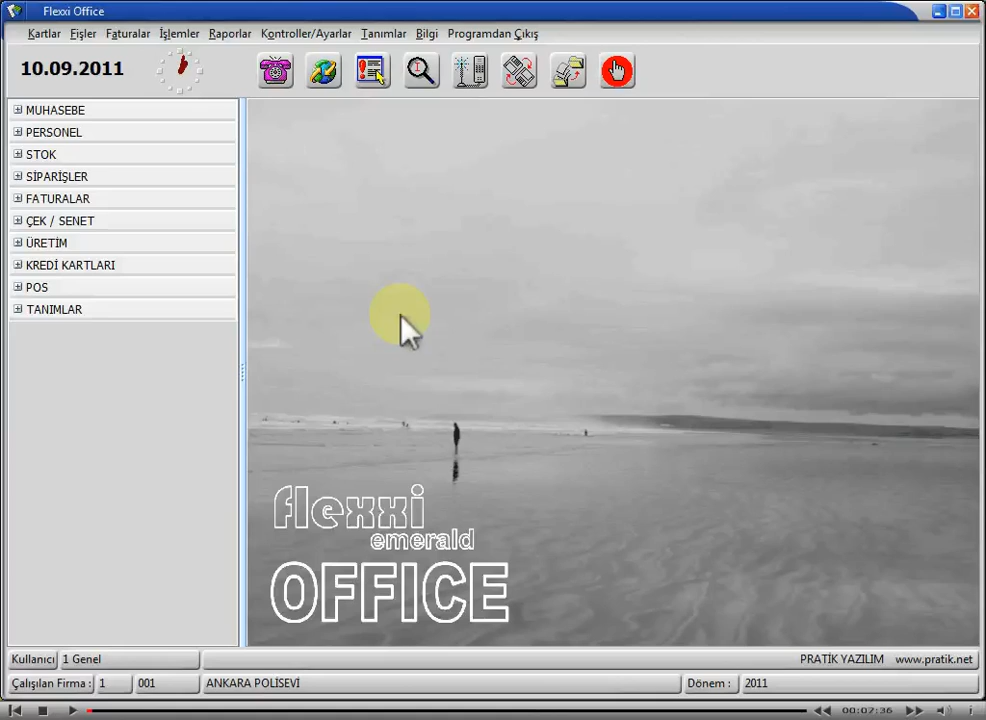 Flexxi Office
Kartlar Fişler Faturalar İşlemler Raporlar Kontroller/Ayarlar Tanımlar Bilgi Programdan Çıkış
10.09.2011
MUHASEBE
PERSONEL
STOK
SİPARİŞLER
FATURALAR
ÇEK / SENET
ÜRETİM
KREDİ KARTLARI
POS
TANIMLAR
flexxi
emerald
OFFICE
Kullanıcı 1 Genel PRATİK YAZILIM www.pratik.net
Çalışılan Firma : 1 001 ANKARA POLİSEVİ Dönem : 2011
00:02:36